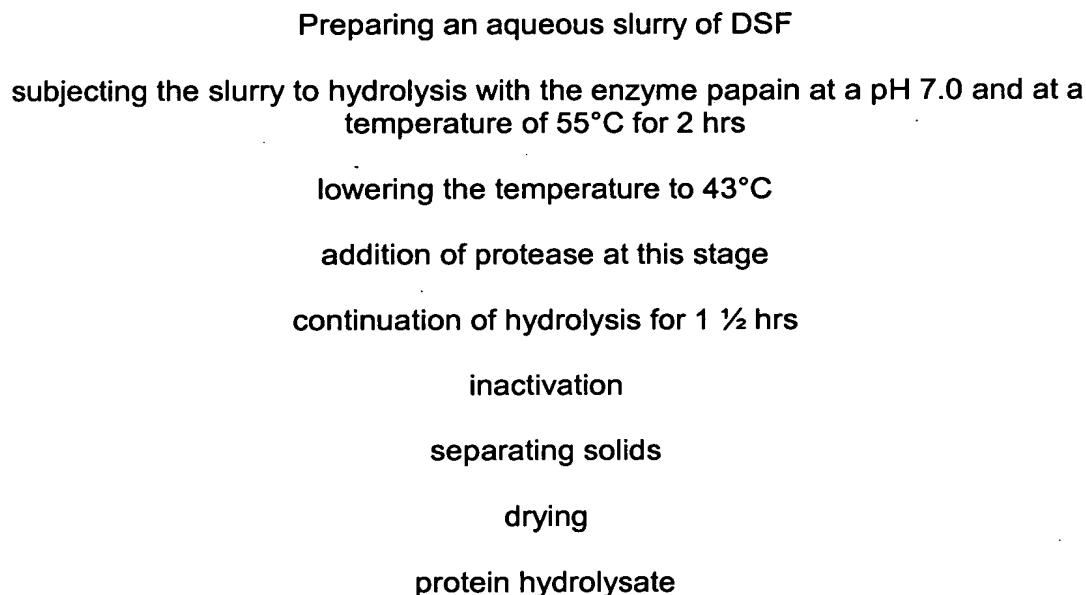 Preparing an aqueous slurry of DSF
subjecting the slurry to hydrolysis with the enzyme papain at a pH 7.0 and at a
temperature of 55°C for 2 hrs
lowering the temperature to 43°C
addition of protease at this stage
continuation of hydrolysis for 1 ½ hrs
inactivation
separating solids
drying
protein hydrolysate